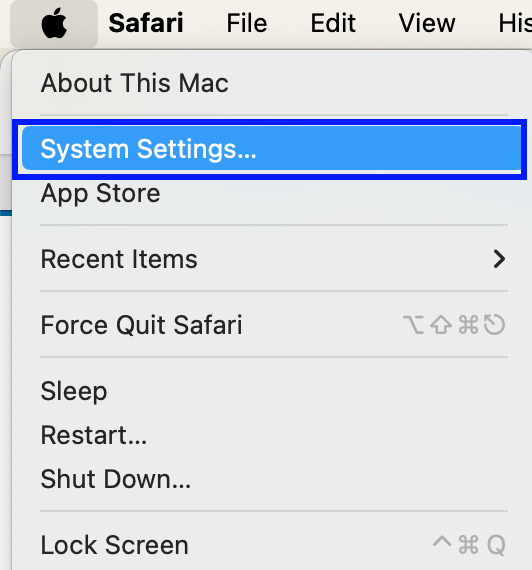 Safari File Edit View His
About This Mac
System Settings...
App Store
Recent Items
Force Quit Safari ⌥⇧⌘⎋
Sleep
Restart...
Shut Down...
Lock Screen ^⌘Q